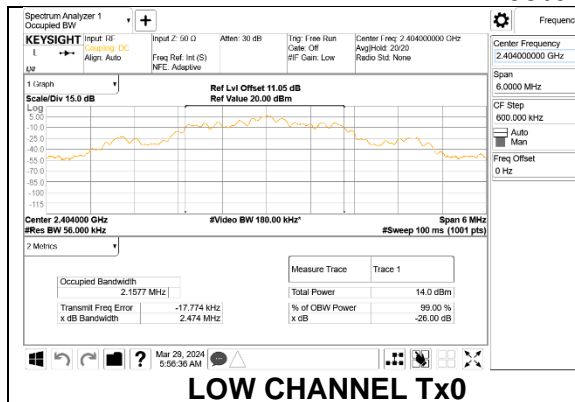 Spectrum Analyzer 1
Occupied BW
+
Frequenc
KEYSIGHT
Input: RF
Coupling: DC
Align: Auto
Input Z: 50 Ω
Freq Ref: Int (S)
NFE: Adaptive
Atten: 30 dB
Trig: Free Run
Gate: Off
#IF Gain: Low
Center Freq: 2.404000000 GHz
Avg|Hold: 20/20
Radio Std: None
L
Center Frequency
2.404000000 GHz
Span
6.0000 MHz
CF Step
600.000 kHz
Auto
Man
Freq Offset
0 Hz
1 Graph
Scale/Div 15.0 dB
Ref Lvl Offset 11.05 dB
Ref Value 20.00 dBm
Log
5.00
-10.0
-25.0
-40.0
-55.0
-70.0
-85.0
-100
-115
Center 2.404000 GHz
#Video BW 180.00 kHz*
Span 6 MHz
#Res BW 56.000 kHz
#Sweep 100 ms (1001 pts)
2 Metrics
Measure Trace Trace 1
Occupied Bandwidth
2.1577 MHz
Total Power 14.0 dBm
Transmit Freq Error -17.774 kHz
% of OBW Power 99.00 %
x dB Bandwidth 2.474 MHz
x dB -26.00 dB
?
Mar 29, 2024
5:56:36 AM
LOW CHANNEL Tx0